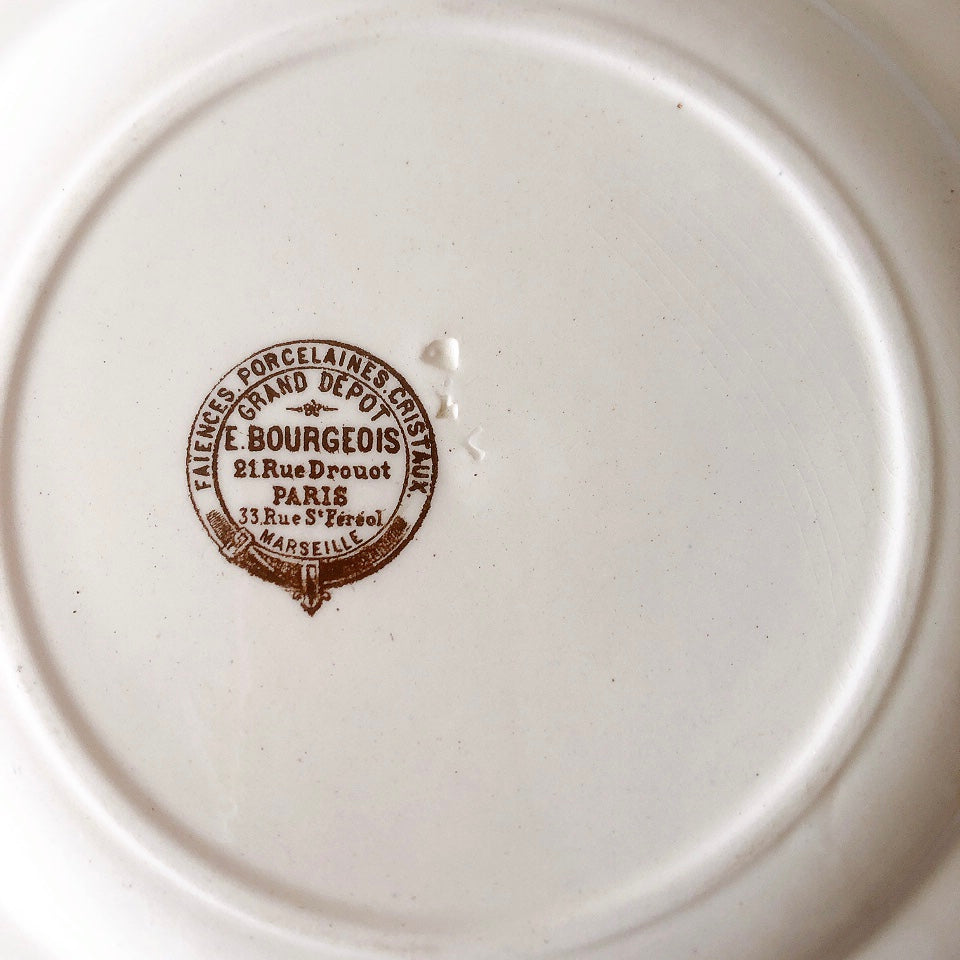 FAIENCES. PORCELAINES. CRISTAUX.
GRAND DÉPOT
E. BOURGEOIS
21. Rue Drouot
PARIS
33. Rue St Féréol
MARSEILLE